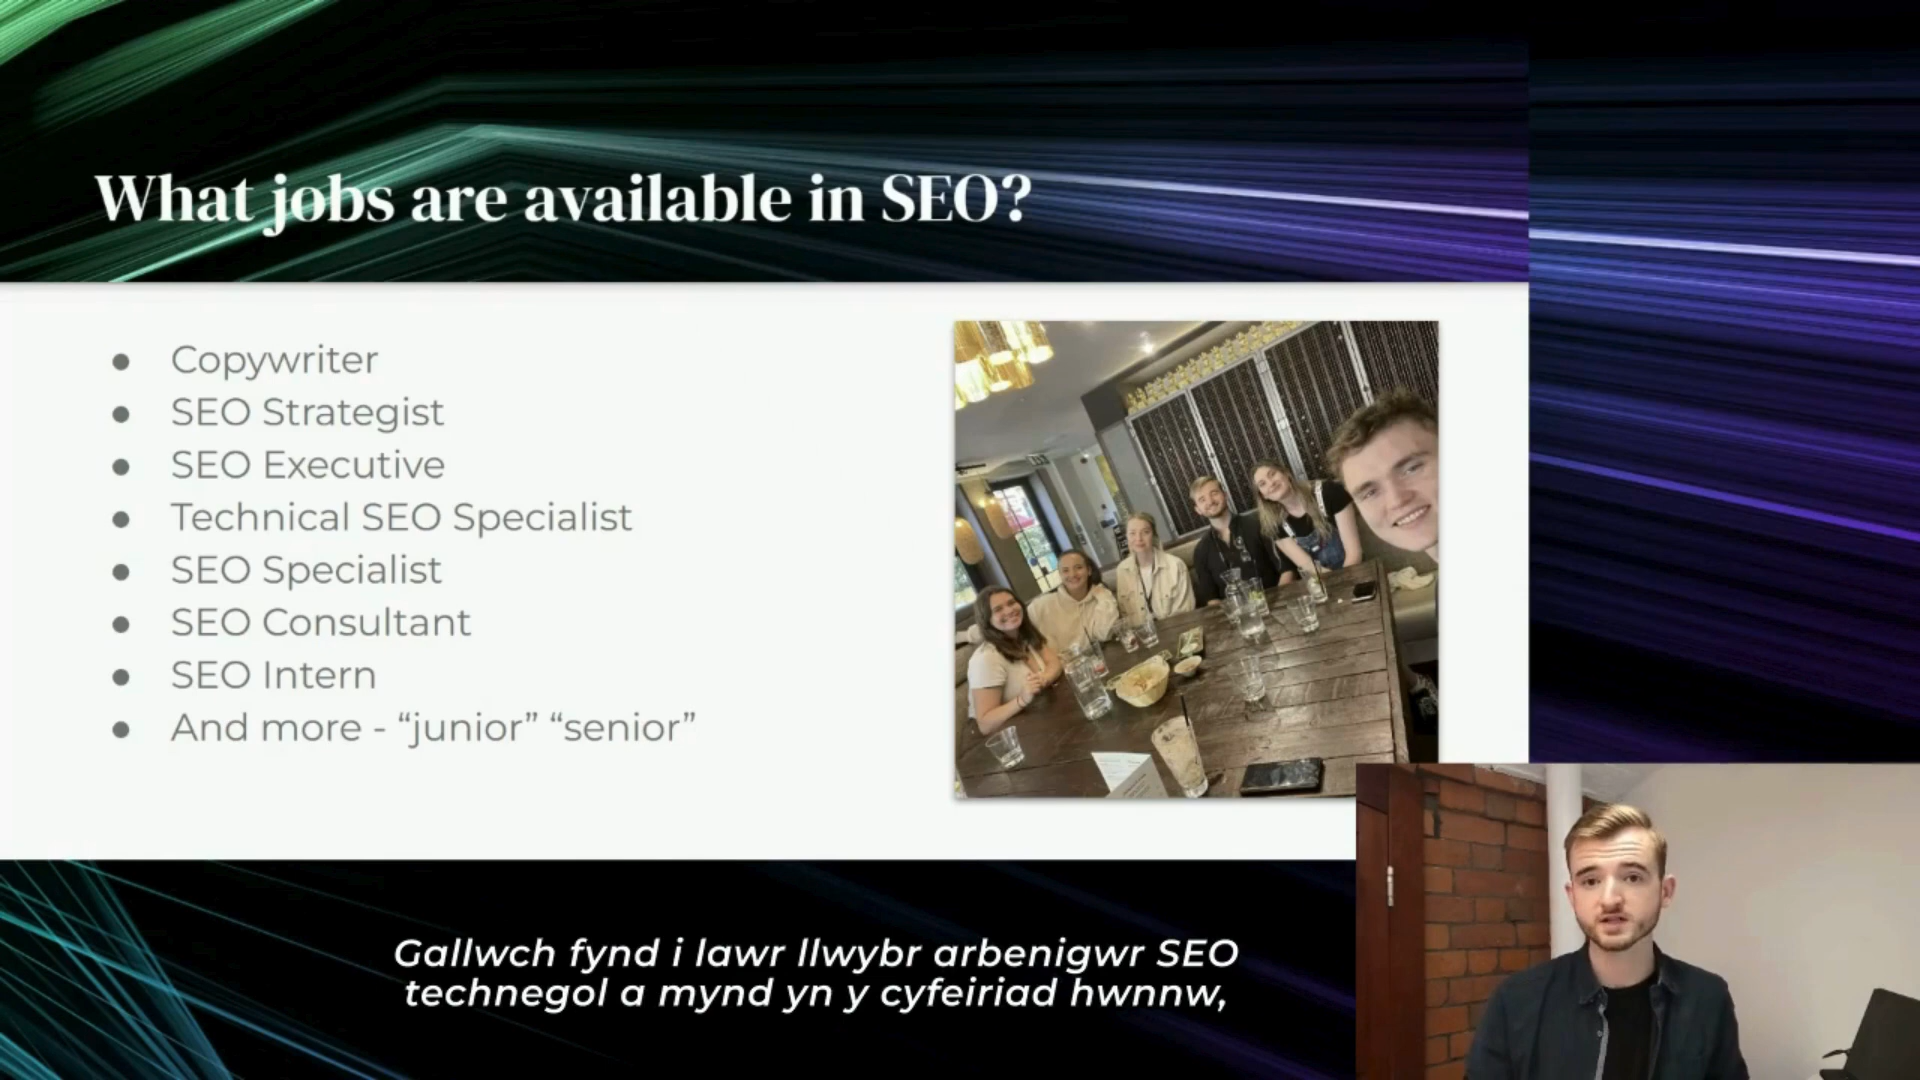 What jobs are available in SEO?
● Copywriter
● SEO Strategist
● SEO Executive
● Technical SEO Specialist
● SEO Specialist
● SEO Consultant
● SEO Intern
● And more - “junior” “senior”
Gallwch fynd i lawr llwybr arbenigwr SEO
technegol a mynd yn y cyfeiriad hwnnw,